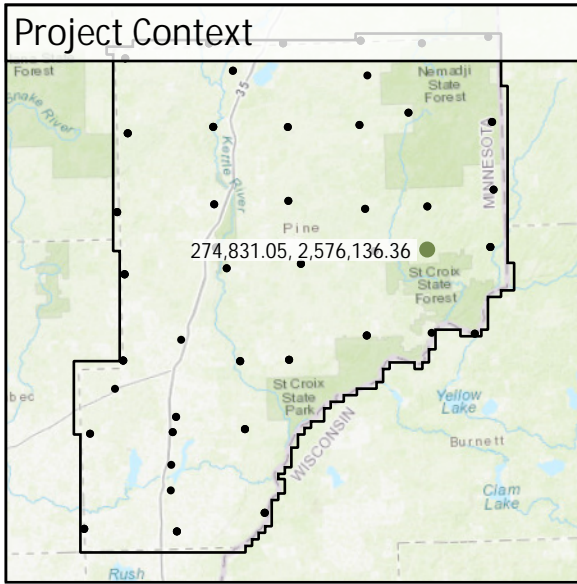 Project Context
Forest
Nemadji
State
Forest
Snake River
35
Kettle River
MINNESOTA
Pine
274,831.05, 2,576,136.36
St Croix
State
Forest
St Croix
State
Park
bec
Yellow
Lake
WISCONSIN
Burnett
Clam
Lake
Rush